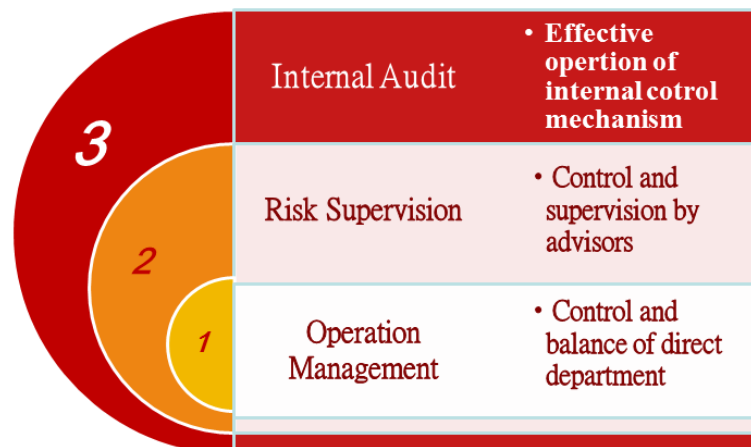 3
Internal Audit
• Effective
opertion of
internal cotrol
mechanism
2
Risk Supervision
• Control and
supervision by
advisors
1
Operation
Management
• Control and
balance of direct
department